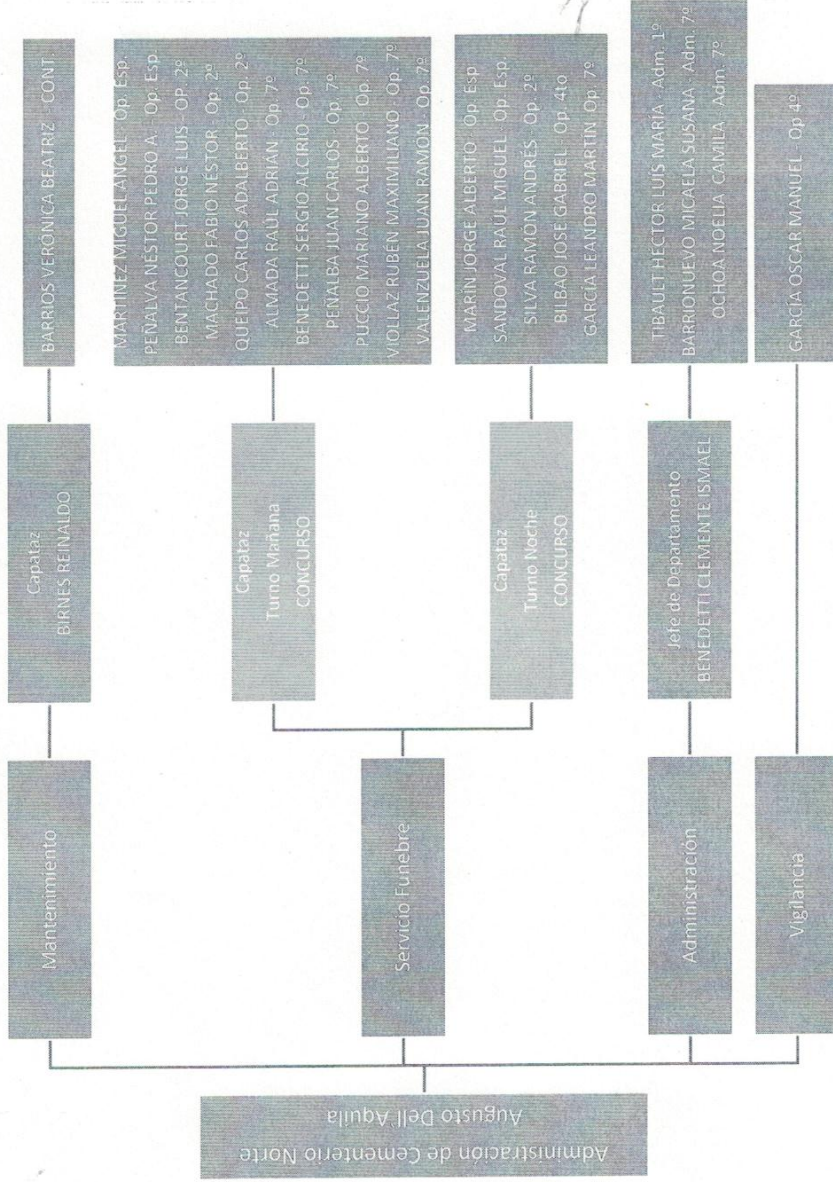 Administración de Cementerio Norte
Augusto Dell Aquila
Mantenimiento
Capataz
BIRNES REINALDO
BARRIOS VERÓNICA BEATRIZ - CONT.
Servicio Funebre
Capataz
Turno Mañana
CONCURSO
MARTINEZ MIGUEL ANGEL - Op. Esp.
PEÑALVA NESTOR PEDRO A. - Op. Esp.
BENTANCOURT JORGE LUIS - OP. 2º
MACHADO FABIO NESTOR - Op. 2º
QUEIPO CARLOS ADALBERTO - Op. 2º
ALMADA RAUL ADRIAN - Op. 7º
BENEDETTI SERGIO ALCIRIO - Op. 7º
PEÑALBA JUAN CARLOS - Op. 7º
PUCCIO MARIANO ALBERTO - Op. 7º
VIOLLAZ RUBEN MAXIMILIANO - Op. 7º
VALENZUELA JUAN RAMÓN - Op. 7º
Capataz
Turno Noche
CONCURSO
MARIN JORGE ALBERTO - Op. Esp.
SANDOVAL RAUL MIGUEL - Op. Esp.
SILVA RAMON ANDRES - Op. 2º
BILBAO JOSE GABRIEL - Op. 4to
GARCÍA LEANDRO MARTIN Op. 7º
Administración
Jefe de Departamento
BENEDETTI CLEMENTE ISMAEL
TIBAULT HECTOR LUÍS MARÍA - Adm. 1º
BARRIONUEVO MICAELA SUSANA - Adm. 7º
OCHOA NOELIA CAMILA - Adm. 7º
Vigilancia
GARCÍA OSCAR MANUEL - Op 4º